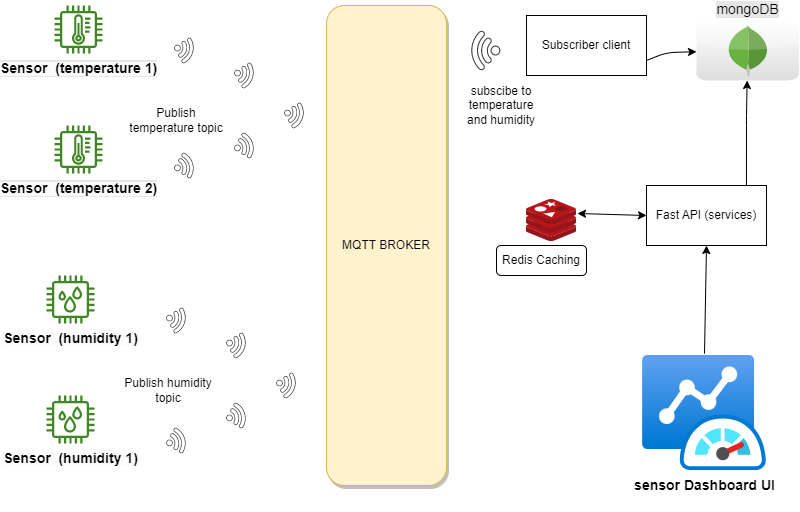 mongoDB
Subscriber client
Sensor (temperature 1)
subscibe to
temperature
and humidity
Publish
temperature topic
Sensor (temperature 2)
Fast API (services)
MQTT BROKER
Redis Caching
Sensor (humidity 1)
Publish humidity
topic
Sensor (humidity 1)
sensor Dashboard UI